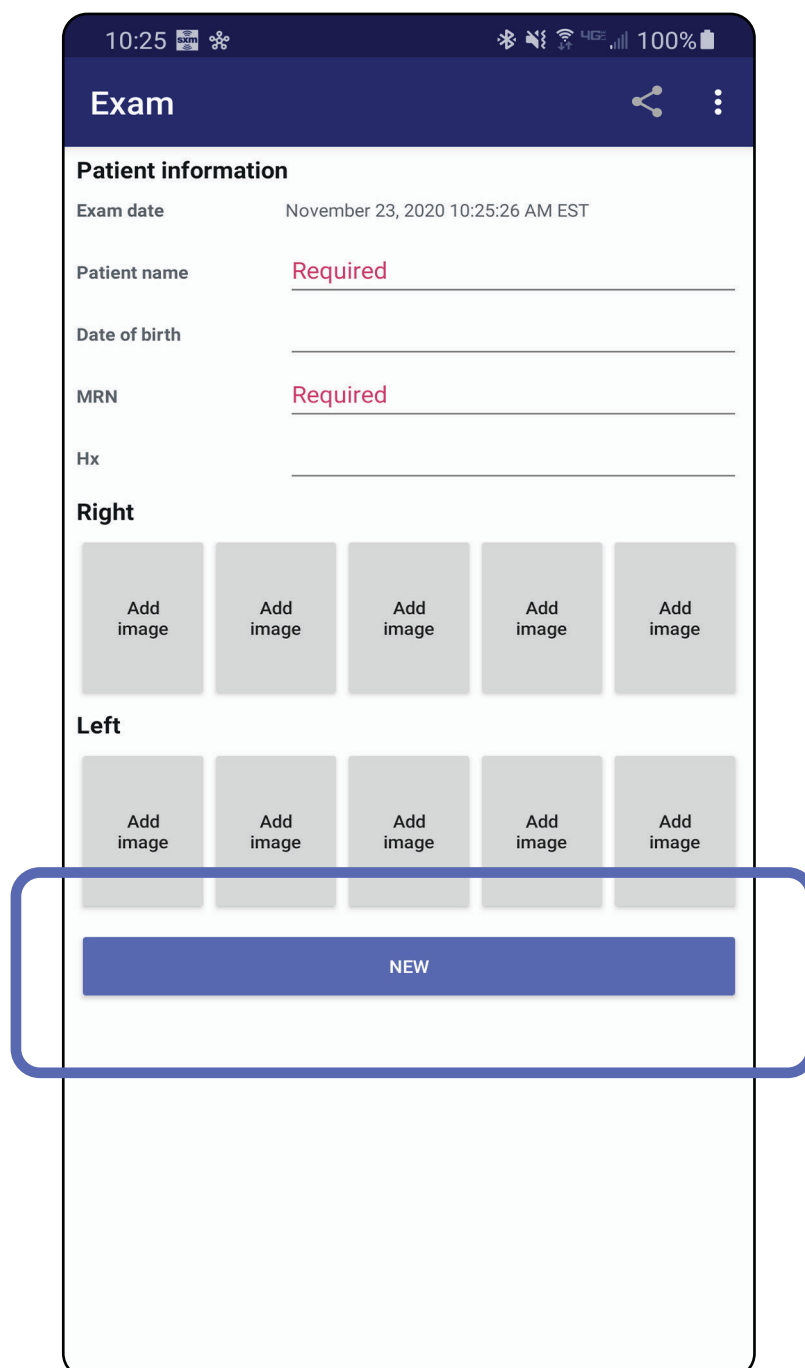 10:25 sxm 4GE 100%
Exam
Patient information
Exam date November 23, 2020 10:25:26 AM EST
Patient name Required
Date of birth
MRN Required
Hx
Right
Add image Add image Add image Add image Add image
Left
Add image Add image Add image Add image Add image
NEW